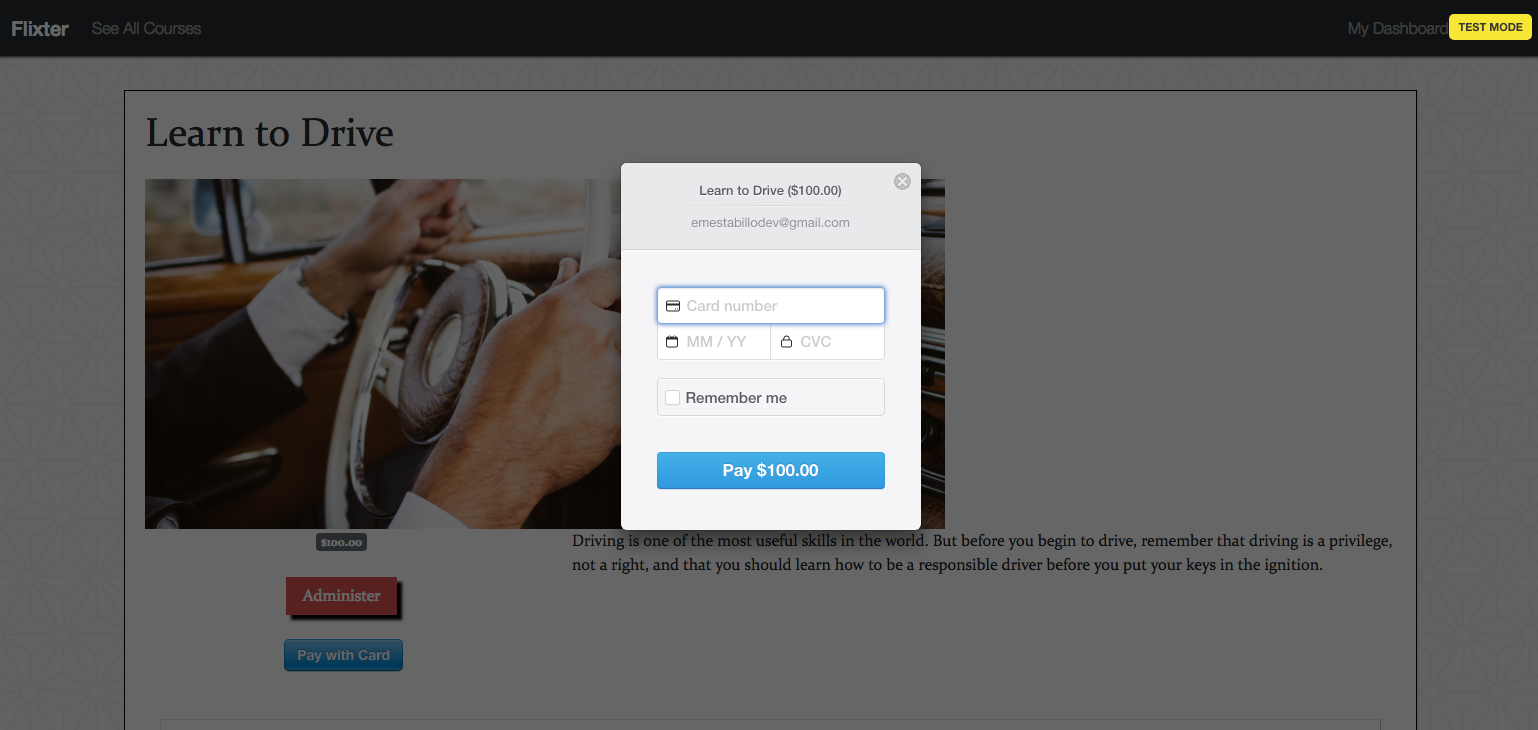 Flixter See All Courses My Dashboard TEST MODE
Learn to Drive
Learn to Drive ($100.00)
emestabillodev@gmail.com
Card number
MM / YY CVC
Remember me
Pay $100.00
$100.00
Administer
Pay with Card
Driving is one of the most useful skills in the world. But before you begin to drive, remember that driving is a privilege,
not a right, and that you should learn how to be a responsible driver before you put your keys in the ignition.